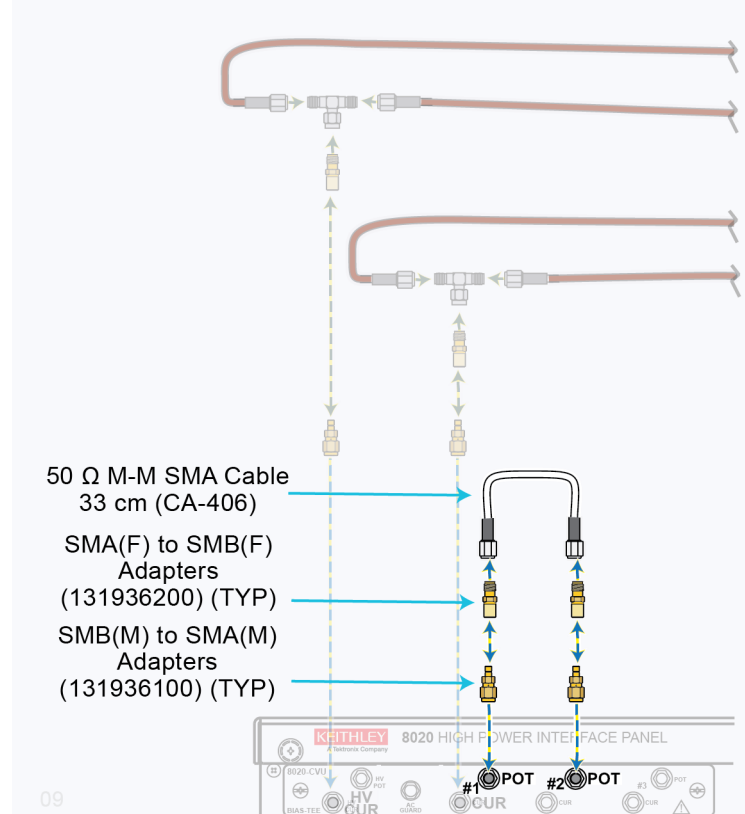 50 Ω M-M SMA Cable
33 cm (CA-406)
SMA(F) to SMB(F)
Adapters
(131936200) (TYP)
SMB(M) to SMA(M)
Adapters
(131936100) (TYP)
KEITHLEY
A Tektronix Company
8020 HIGH POWER INTERFACE PANEL
8020-CVU
HV
POT
#1
POT
#2
POT
#3
POT
BIAS-TEE
HV
CUR
AC
GUARD
CUR
CUR
CUR
09